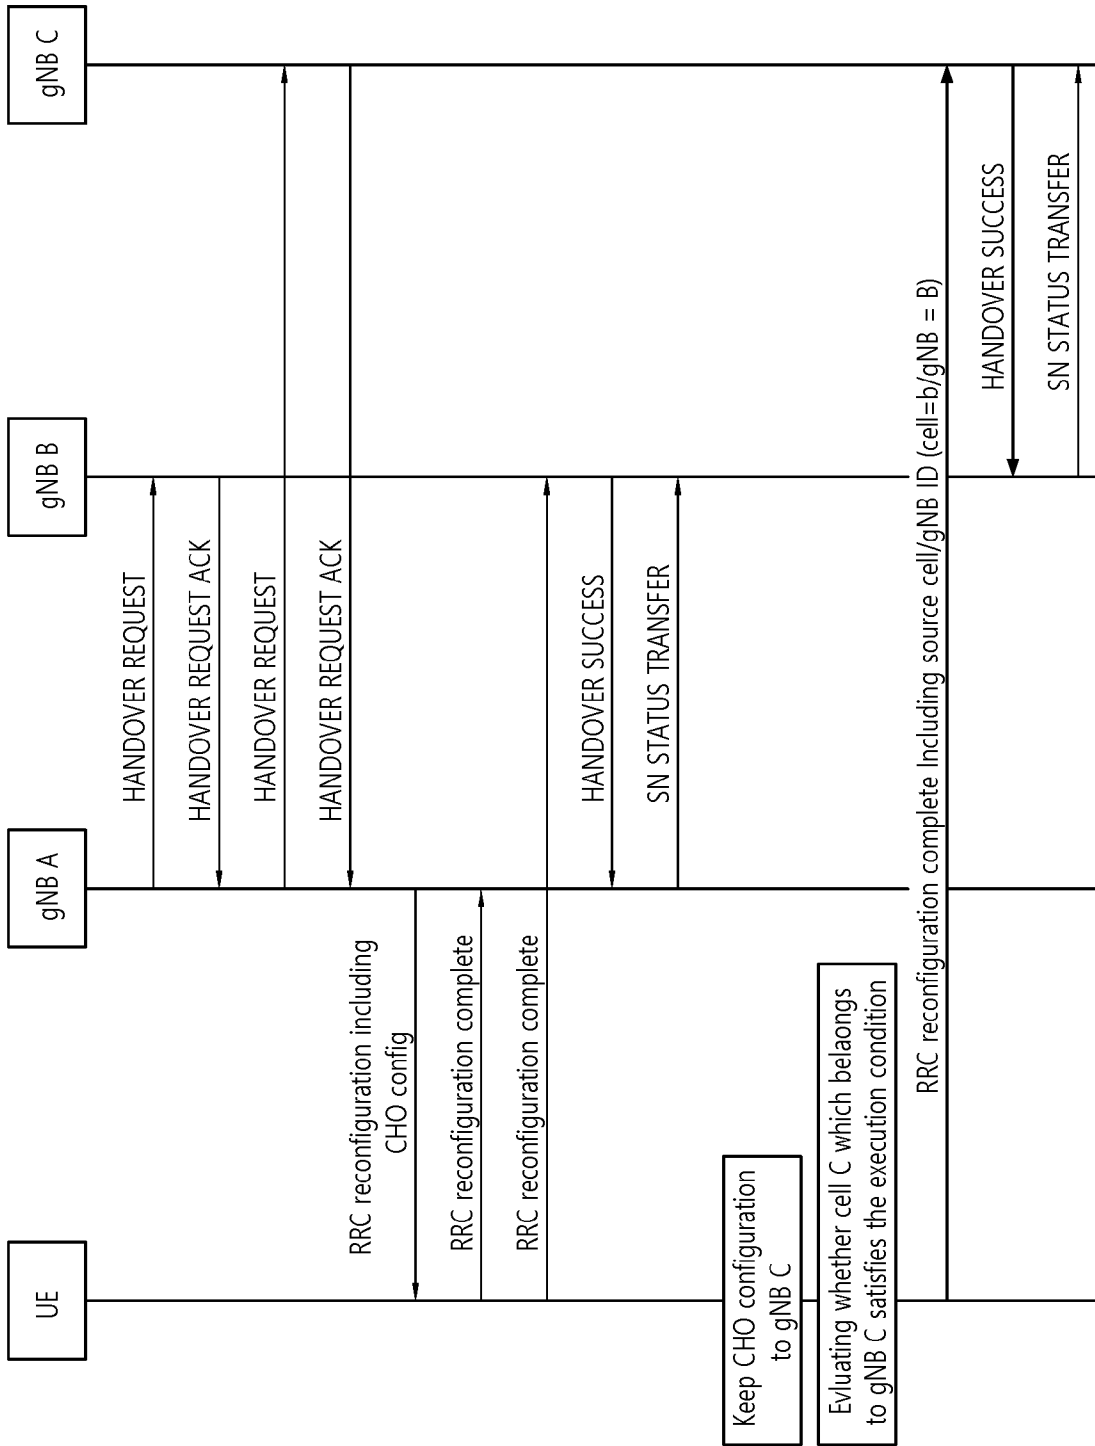 UE
gNB A
gNB B
gNB C
HANDOVER REQUEST
HANDOVER REQUEST ACK
HANDOVER REQUEST
HANDOVER REQUEST ACK
RRC reconfiguration including
CHO config
RRC reconfiguration complete
RRC reconfiguration complete
HANDOVER SUCCESS
SN STATUS TRANSFER
Keep CHO configuration
to gNB C
Evluating whether cell C which belaongs
to gNB C satisfies the execution condition
RRC reconfiguration complete Including source cell/gNB ID (cell=b/gNB = B)
HANDOVER SUCCESS
SN STATUS TRANSFER